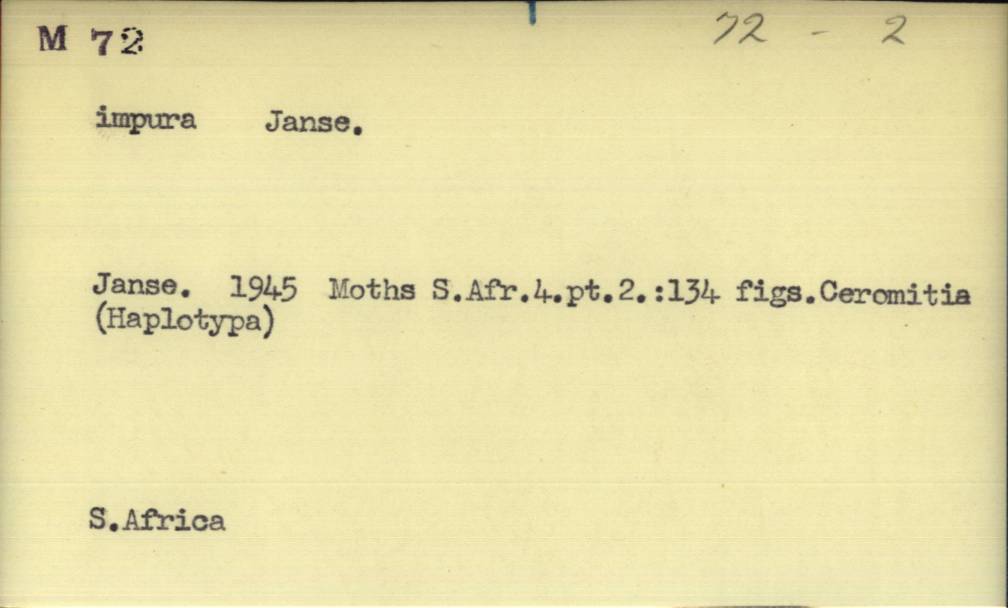 M 72
72 - 2
impura Janse.
Janse. 1945 Moths S.Afr.4.pt.2.:134 figs.Ceromitia
(Haplotypa)
S.Africa